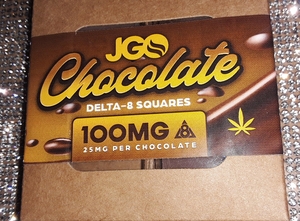 JGO
Chocolate
DELTA-8 SQUARES
100MG
25MG PER CHOCOLATE